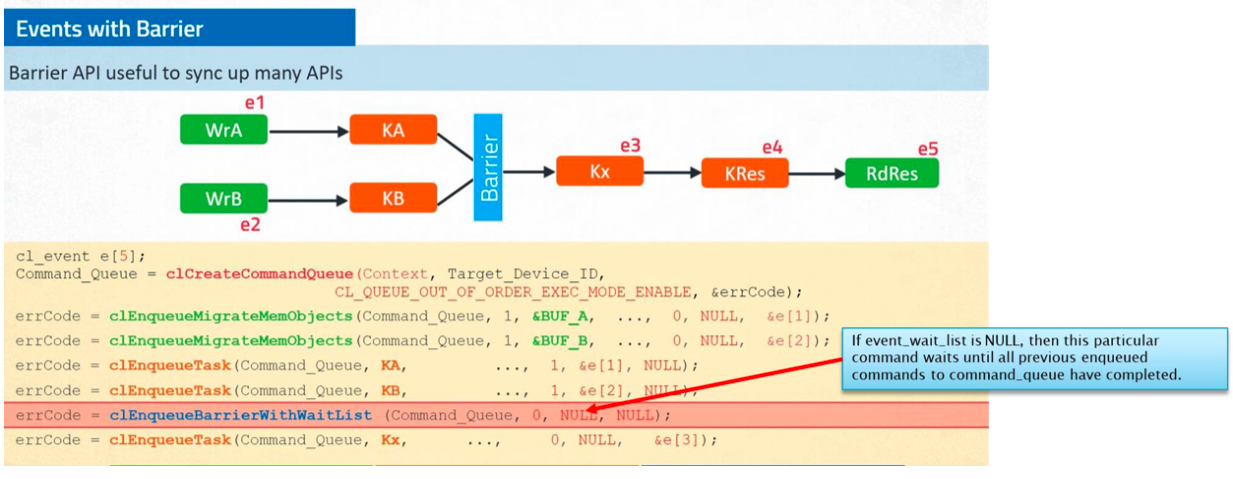 Events with Barrier
Barrier API useful to sync up many APIs
e1
WrA
KA
Barrier
e3
Kx
e4
KRes
e5
RdRes
WrB
KB
e2
cl_event e[5];
Command_Queue = clCreateCommandQueue(Context, Target_Device_ID,
CL_QUEUE_OUT_OF_ORDER_EXEC_MODE_ENABLE, &errCode);
errCode = clEnqueueMigrateMemObjects(Command_Queue, 1, &BUF_A, ..., 0, NULL, &e[1]);
errCode = clEnqueueMigrateMemObjects(Command_Queue, 1, &BUF_B, ..., 0, NULL, &e[2]);
errCode = clEnqueueTask(Command_Queue, KA, ..., 1, &e[1], NULL);
errCode = clEnqueueTask(Command_Queue, KB, ..., 1, &e[2], NULL);
errCode = clEnqueueBarrierWithWaitList (Command_Queue, 0, NULL, NULL);
errCode = clEnqueueTask(Command_Queue, Kx, ..., 0, NULL, &e[3]);
If event_wait_list is NULL, then this particular
command waits until all previous enqueued
commands to command_queue have completed.